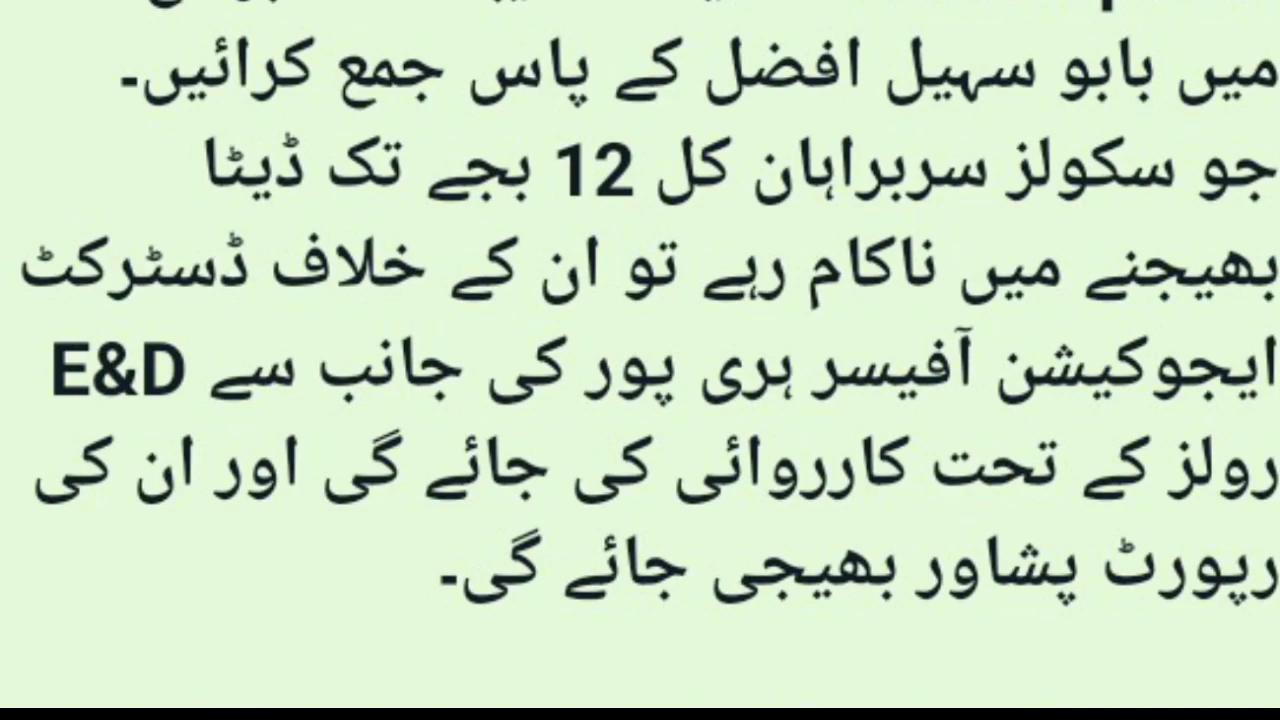 میں بابو سہیل افضل کے پاس جمع کرائیں۔
جو سکولز سربراہان کل 12 بجے تک ڈیٹا
بھیجنے میں ناکام رہے تو ان کے خلاف ڈسٹرکٹ
ایجوکیشن آفیسر ہری پور کی جانب سے E&D
رولز کے تحت کارروائی کی جائے گی اور ان کی
رپورٹ پشاور بھیجی جائے گی۔